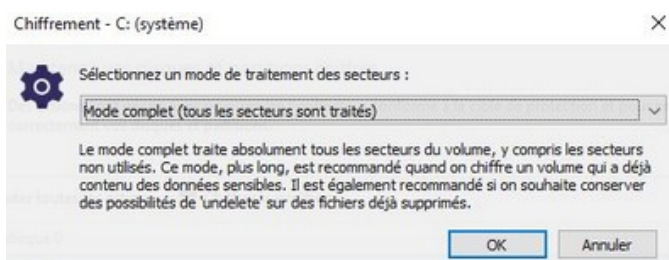 Chiffrement - C: (système)
Sélectionnez un mode de traitement des secteurs :
Mode complet (tous les secteurs sont traités)
Le mode complet traite absolument tous les secteurs du volume, y compris les secteurs
non utilisés. Ce mode, plus long, est recommandé quand on chiffre un volume qui a déjà
contenu des données sensibles. Il est également recommandé si on souhaite conserver
des possibilités de 'undelete' sur des fichiers déjà supprimés.
OK
Annuler